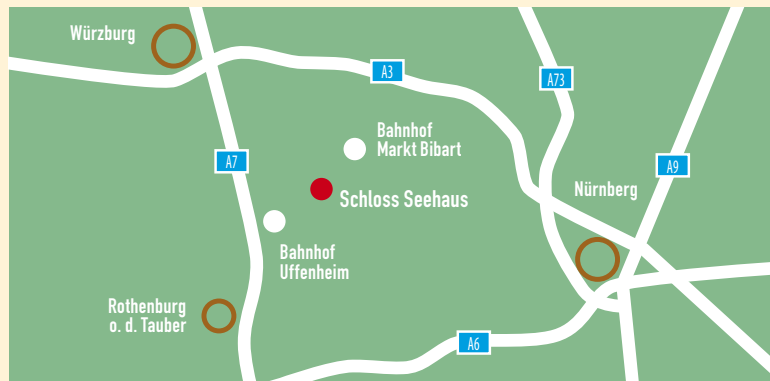 Würzburg
A3
A73
Bahnhof
Markt Bibart
A7
A9
Nürnberg
Schloss Seehaus
Bahnhof
Uffenheim
Rothenburg
o. d. Tauber
A6